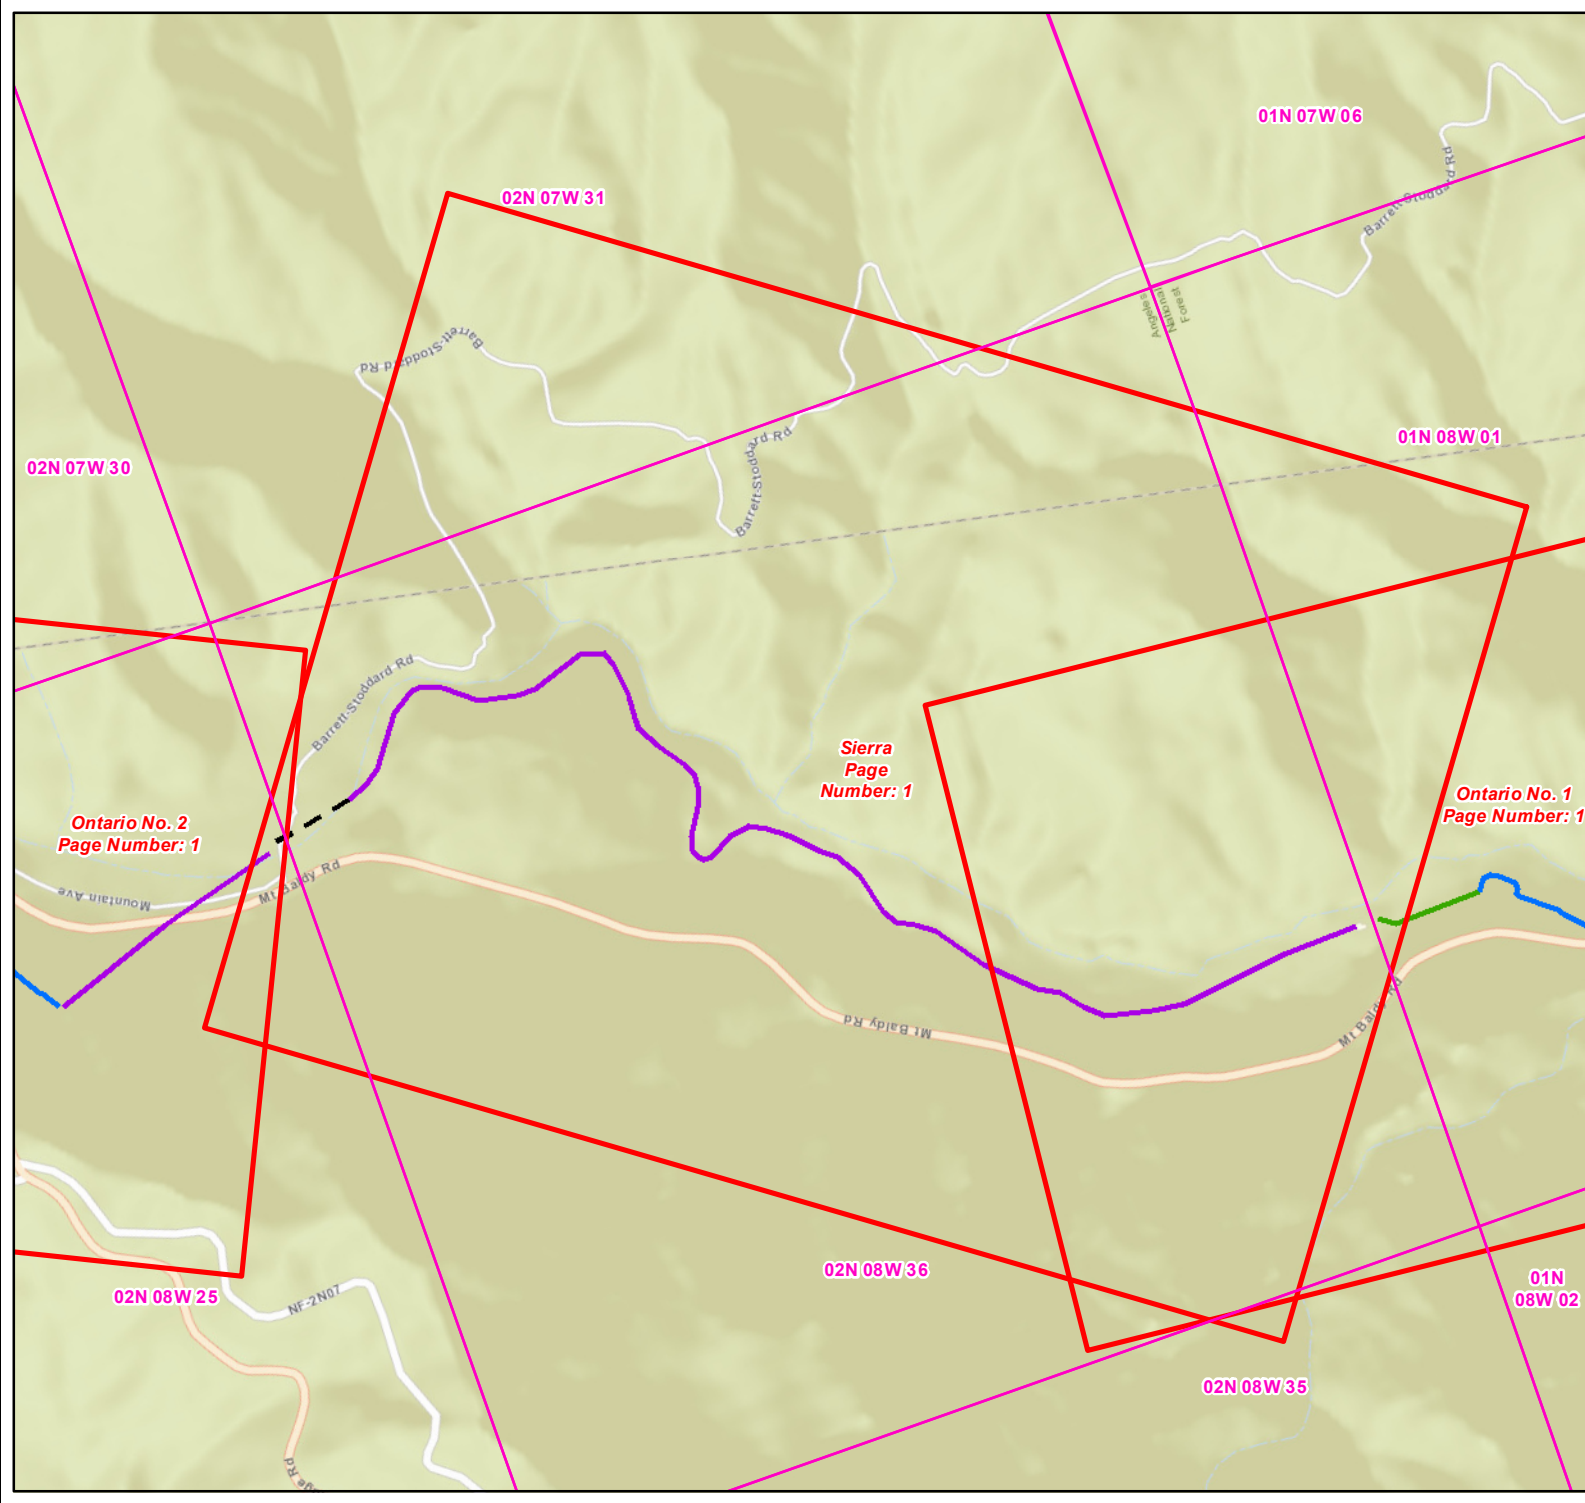 01N 07W 06
Barrett-Stoddard Rd
02N 07W 31
Angeles
National
Forest
Barrett-Stoddard Rd
01N 08W 01
Barrett-Stoddard Rd
02N 07W 30
Barrett-Stoddard Rd
Sierra
Page
Number: 1
Ontario No. 1
Page Number: 1
Ontario No. 2
Page Number: 1
Mt Baldy Rd
Mountain Ave
Mt Baldy Rd
Mt Baldy Rd
02N 08W 36
01N
08W 02
02N 08W 25
NF-2N07
02N 08W 35
Rd